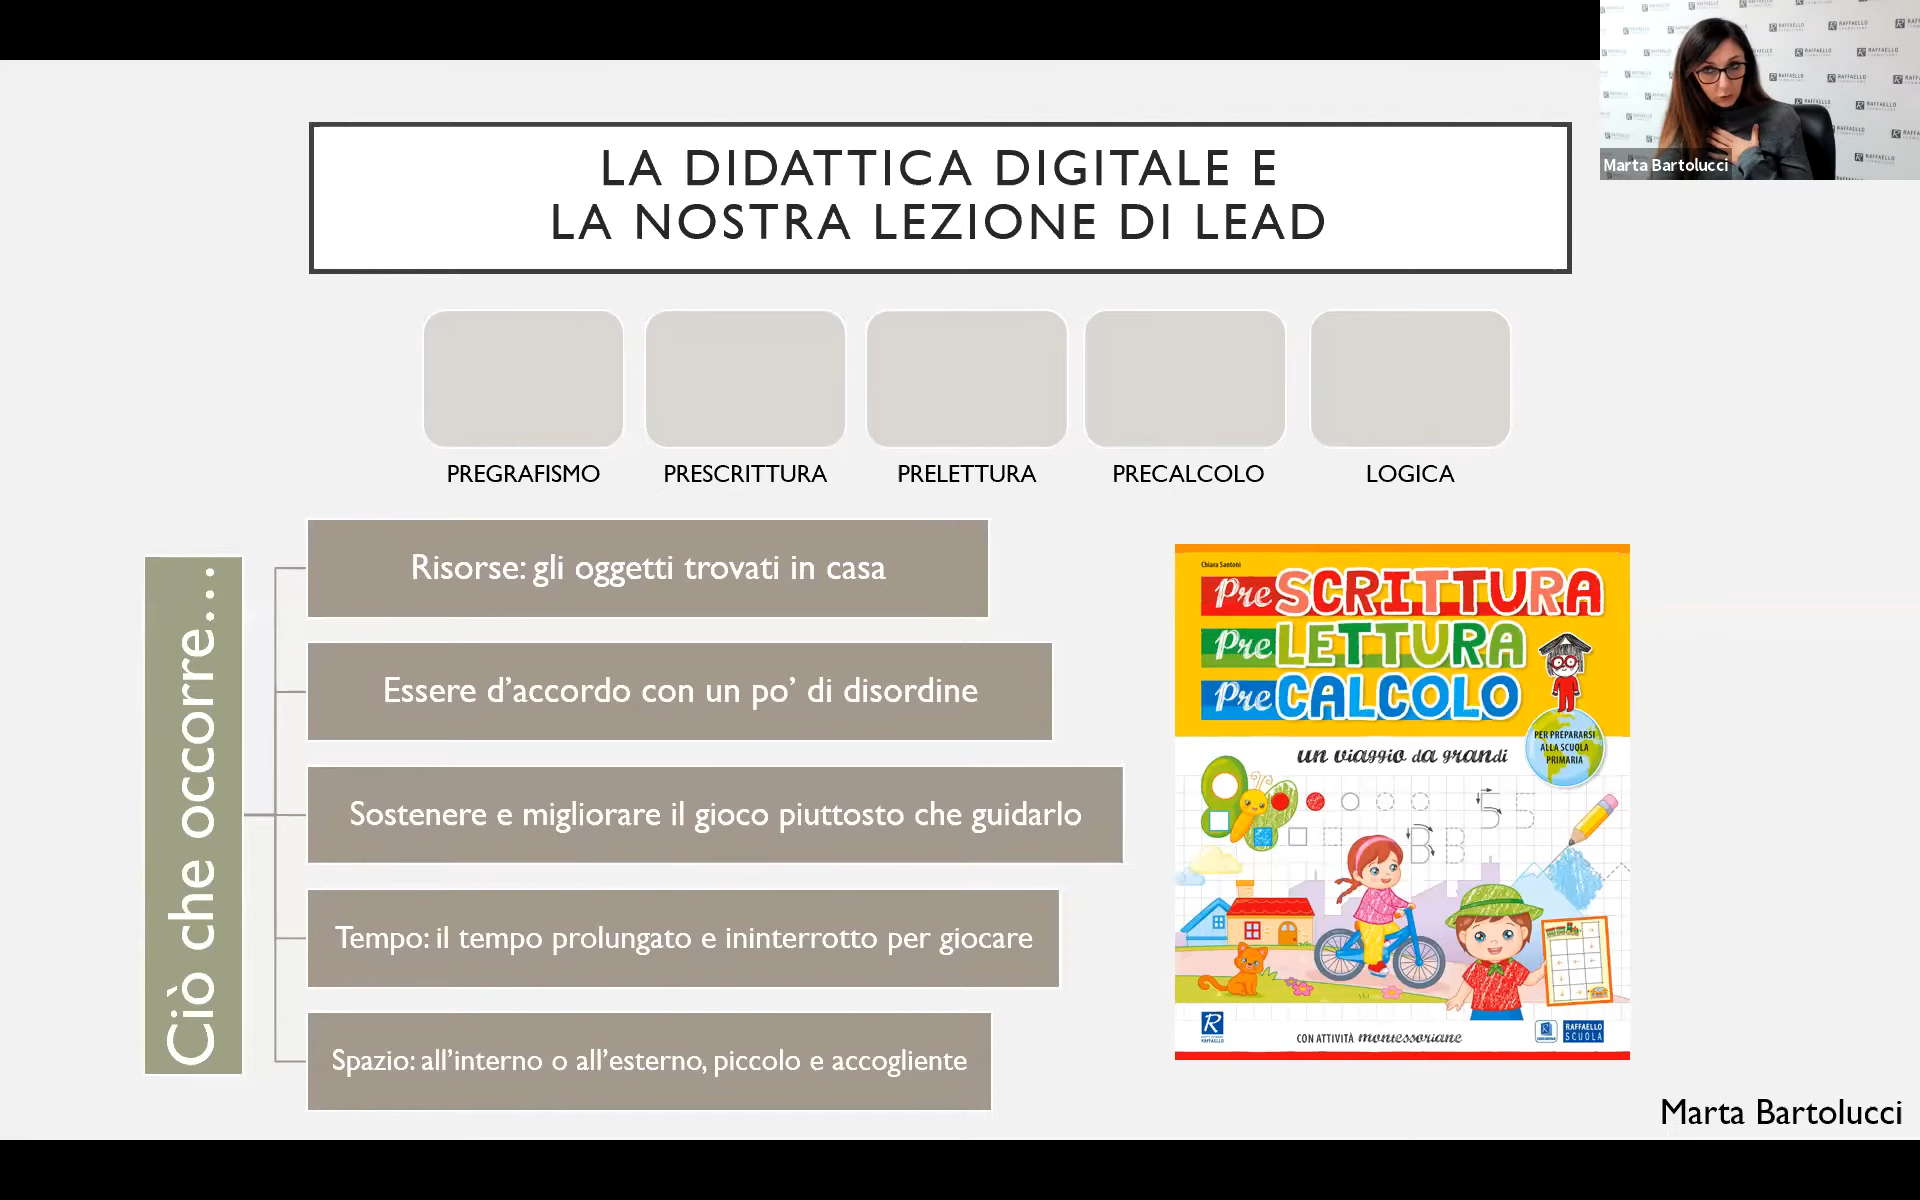 LA DIDATTICA DIGITALE E
LA NOSTRA LEZIONE DI LEAD
Marta Bartolucci
PREGRAFISMO
PRESCRITTURA
PRELETTURA
PRECALCOLO
LOGICA
Ciò che occorre...
Risorse: gli oggetti trovati in casa
Essere d'accordo con un po' di disordine
Sostenere e migliorare il gioco piuttosto che guidarlo
Tempo: il tempo prolungato e ininterrotto per giocare
Spazio: all'interno o all'esterno, piccolo e accogliente
Chiara Santoni
Pre SCRITTURA
Pre LETTURA
Pre CALCOLO
PER PREPARARSI
ALLA SCUOLA
PRIMARIA
un viaggio da grandi
5 5
B B
CON ATTIVITÀ montessoriane
RAFFAELLO
RAFFAELLO
SCUOLA
Marta Bartolucci